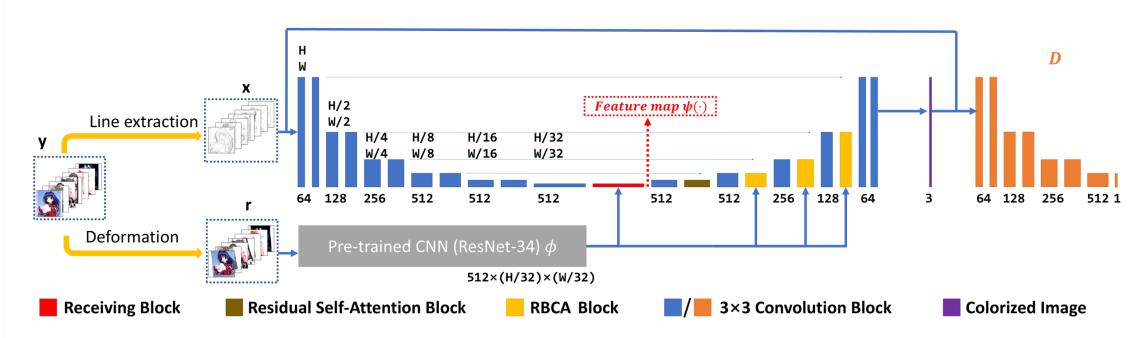 H
W
D
x
H/2
W/2
Feature map ψ(·)
Line extraction
y
H/4
W/4
H/8
W/8
H/16
W/16
H/32
W/32
64
128
256
512
512
512
512
512
256
128
64
3
64
128
256
512
1
r
Deformation
Pre-trained CNN (ResNet-34) ϕ
512×(H/32)×(W/32)
Receiving Block
Residual Self-Attention Block
RBCA Block
/
3×3 Convolution Block
Colorized Image